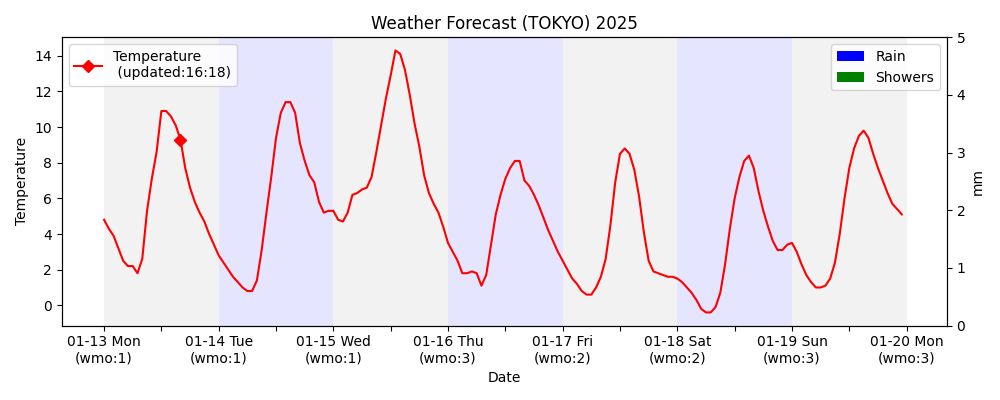 Weather Forecast (TOKYO) 2025
Temperature
(updated:16:18)
Rain
Showers
14
12
10
8
6
4
2
0
Temperature
5
4
3
2
1
0
mm
01-13 Mon
(wmo:1)
01-14 Tue
(wmo:1)
01-15 Wed
(wmo:1)
01-16 Thu
(wmo:3)
01-17 Fri
(wmo:2)
01-18 Sat
(wmo:2)
01-19 Sun
(wmo:3)
01-20 Mon
(wmo:3)
Date